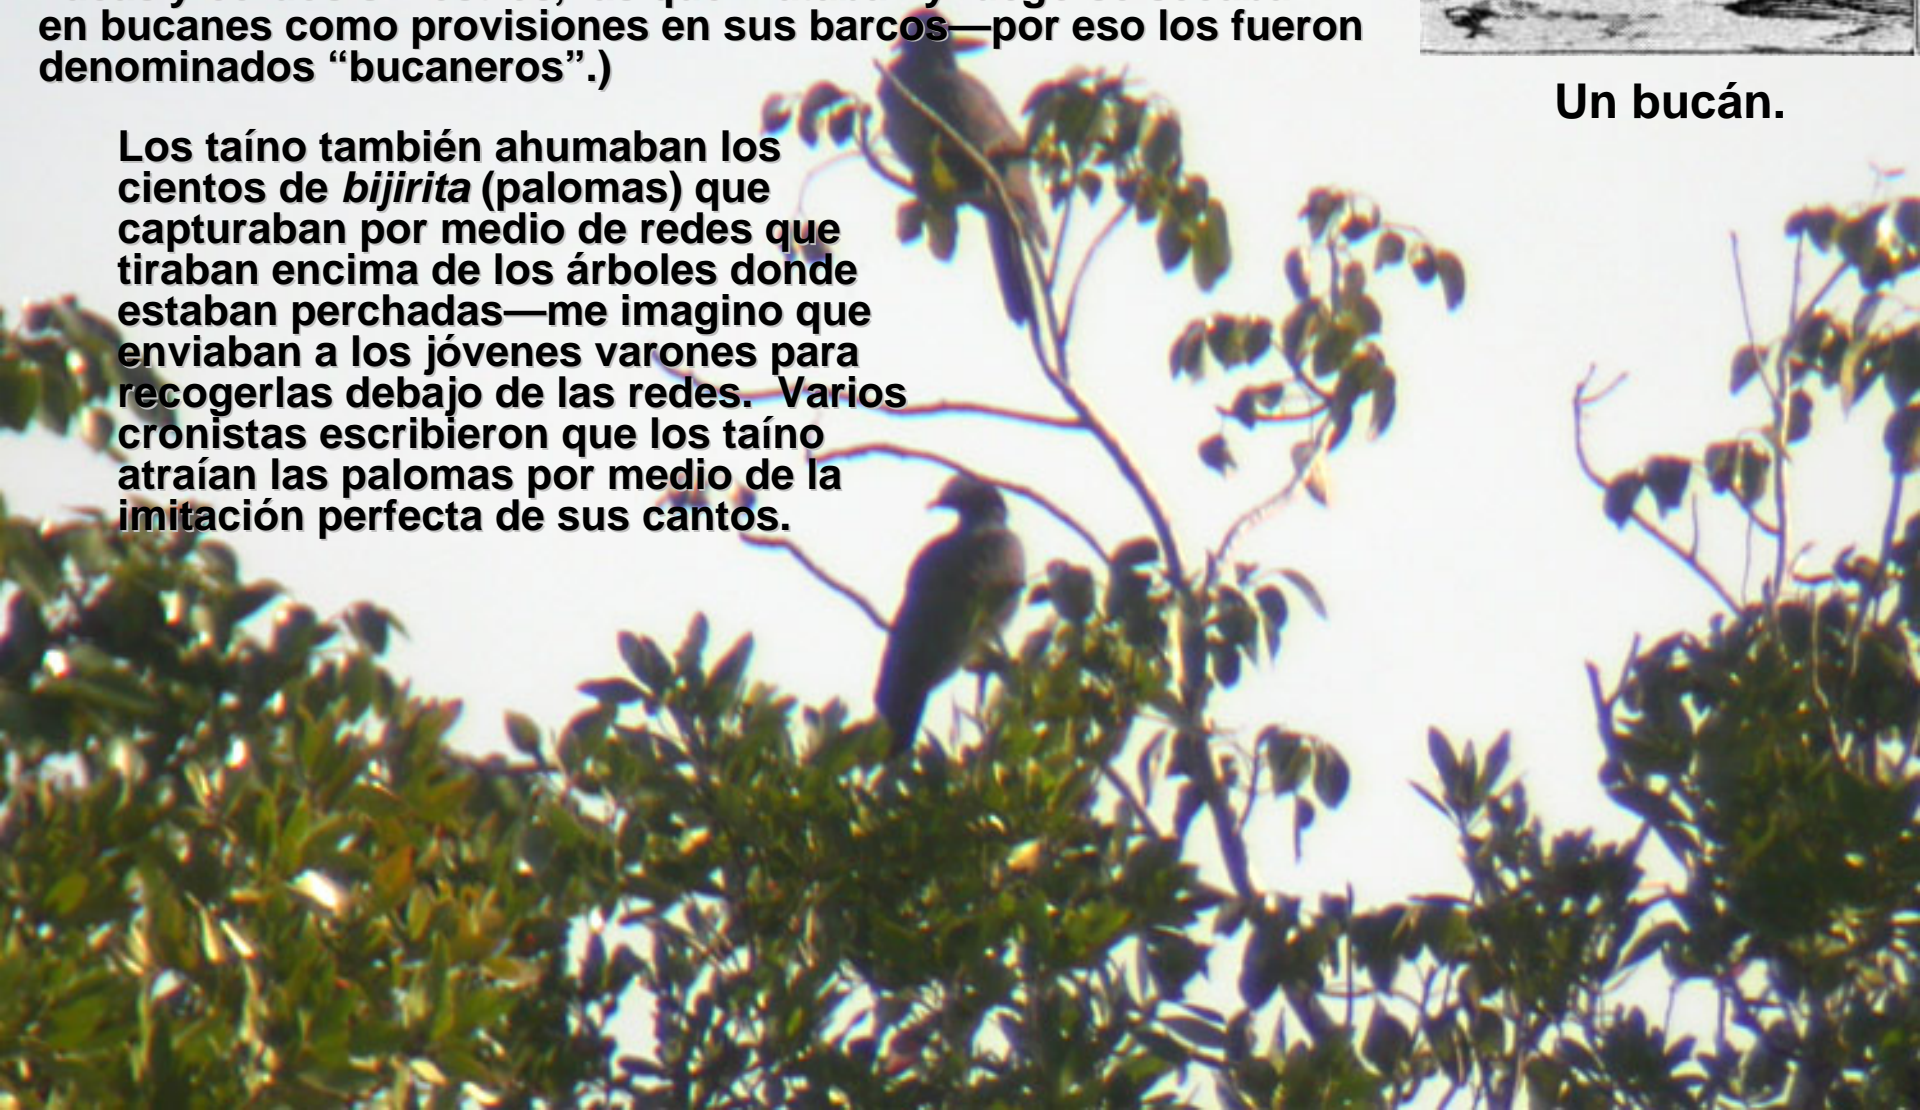 en bucanes como provisiones en sus barcos—por eso los fueron
denominados “bucaneros”.)
Un bucán.
Los taíno también ahumaban los
cientos de bijirita (palomas) que
capturaban por medio de redes que
tiraban encima de los árboles donde
estaban perchadas—me imagino que
enviaban a los jóvenes varones para
recogerlas debajo de las redes.  Varios
cronistas escribieron que los taíno
atraían las palomas por medio de la
imitación perfecta de sus cantos.